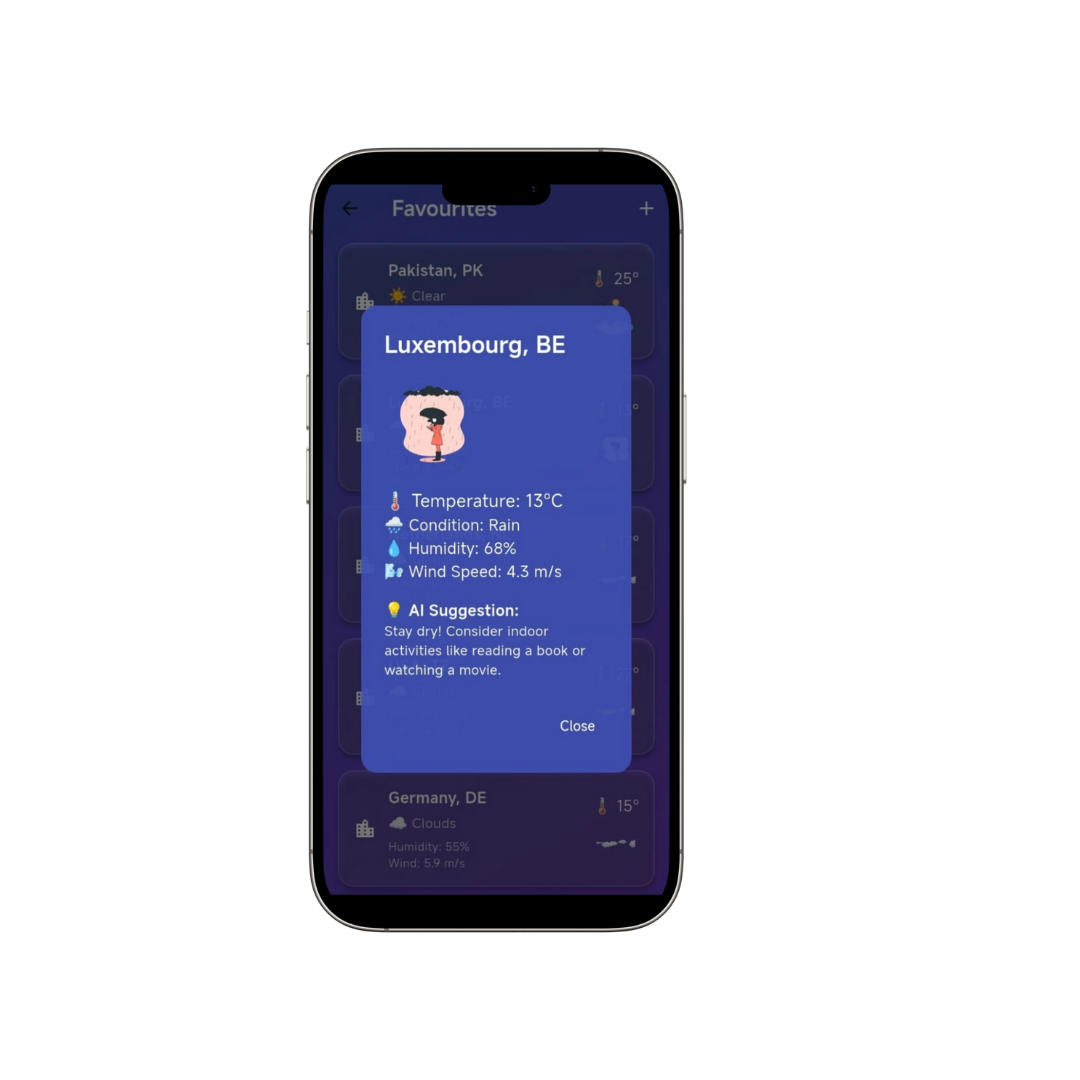 Favourites
Pakistan, PK
25°
Clear
Luxembourg, BE
Temperature: 13°C
Condition: Rain
Humidity: 68%
Wind Speed: 4.3 m/s
AI Suggestion:
Stay dry! Consider indoor
activities like reading a book or
watching a movie.
Close
Germany, DE
15°
Clouds
Humidity: 55%
Wind: 5.9 m/s